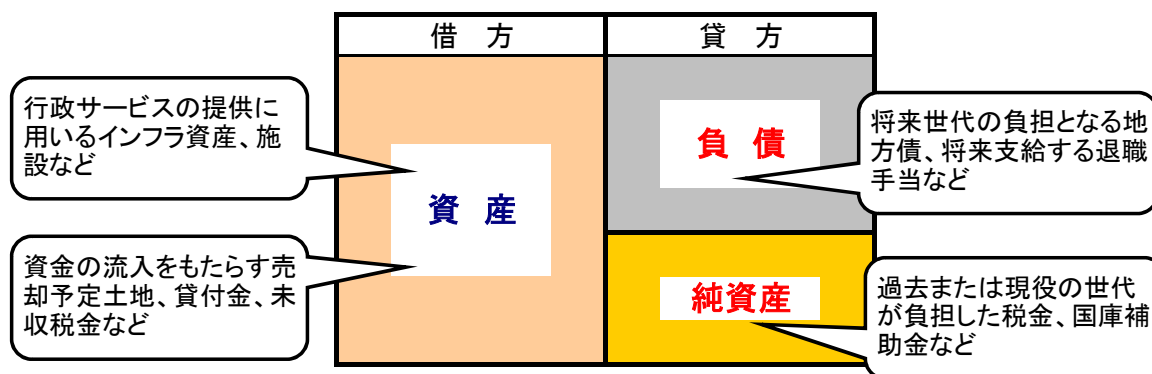 借 方
貸 方
行政サービスの提供に
用いるインフラ資産、施
設など
資金の流入をもたらす売
却予定土地、貸付金、未
収税金など
資 産
負 債
純資産
将来世代の負担となる地
方債、将来支給する退職
手当など
過去または現役の世代
が負担した税金、国庫補
助金など